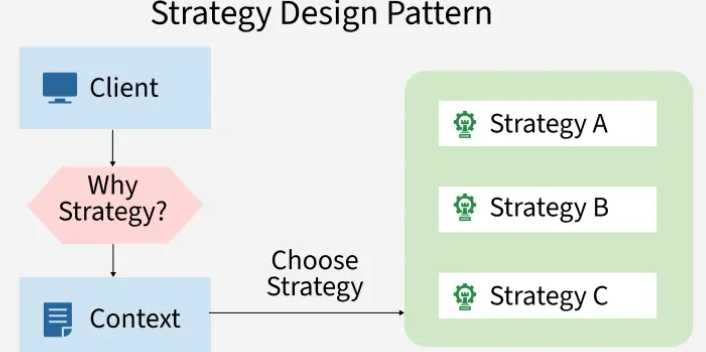 Strategy Design Pattern
Client
Why
Strategy?
Context
Choose
Strategy
Strategy A
Strategy B
Strategy C